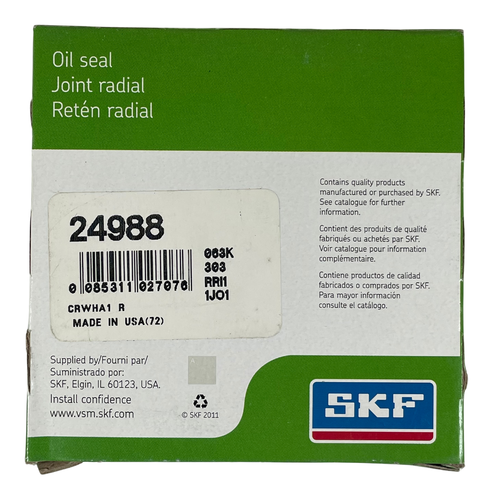 Oil seal
Joint radial
Retén radial
Contains quality products
manufactured or purchased by SKF.
See catalogue for further
information.
Contient des produits de qualité
fabriqués ou achetés par SKF.
Voir catalogue pour information
complémentaire.
Contiene productos de calidad
fabricados o comprados por SKF.
Para mayor información
consulte el catálogo.
24988
063K
303
RRI1
1JO1
0 085311 027076
CRWHA1 R
MADE IN USA(72)
Supplied by/Fourni par/
Suministrado por:
SKF, Elgin, IL 60123, USA.
Install confidence
www.vsm.skf.com
© SKF 2011
SKF